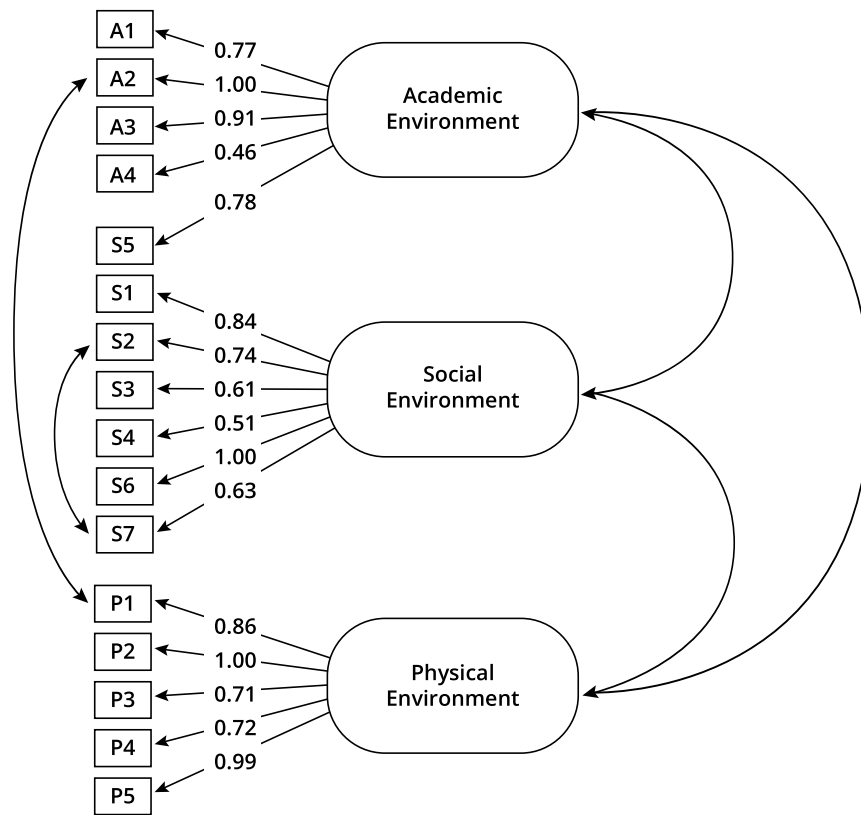 A1
0.77
A2
1.00
A3
0.91
A4
0.46
S5
0.78
Academic
Environment
S1
0.84
S2
0.74
S3
0.61
S4
0.51
S6
1.00
S7
0.63
Social
Environment
P1
0.86
P2
1.00
P3
0.71
P4
0.72
P5
0.99
Physical
Environment